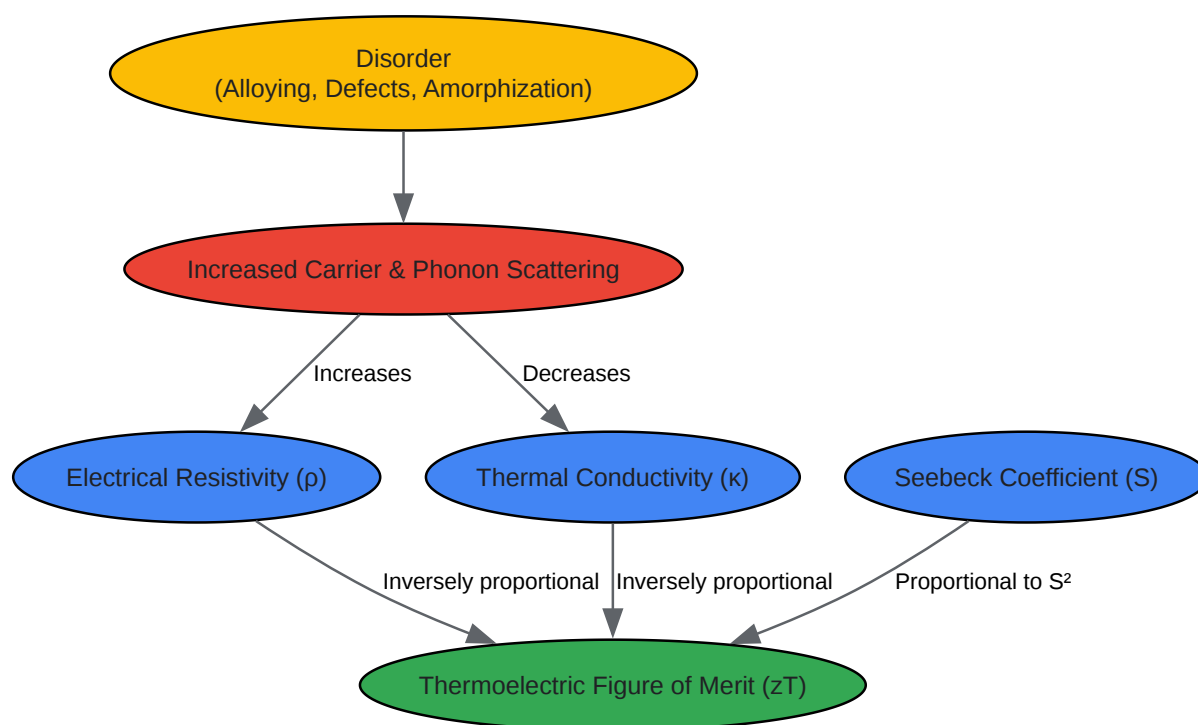 Disorder
(Alloying, Defects, Amorphization)
Increased Carrier & Phonon Scattering
Increases
Decreases
Electrical Resistivity (ρ)
Thermal Conductivity (κ)
Seebeck Coefficient (S)
Inversely proportional
Inversely proportional
Proportional to S²
Thermoelectric Figure of Merit (zT)